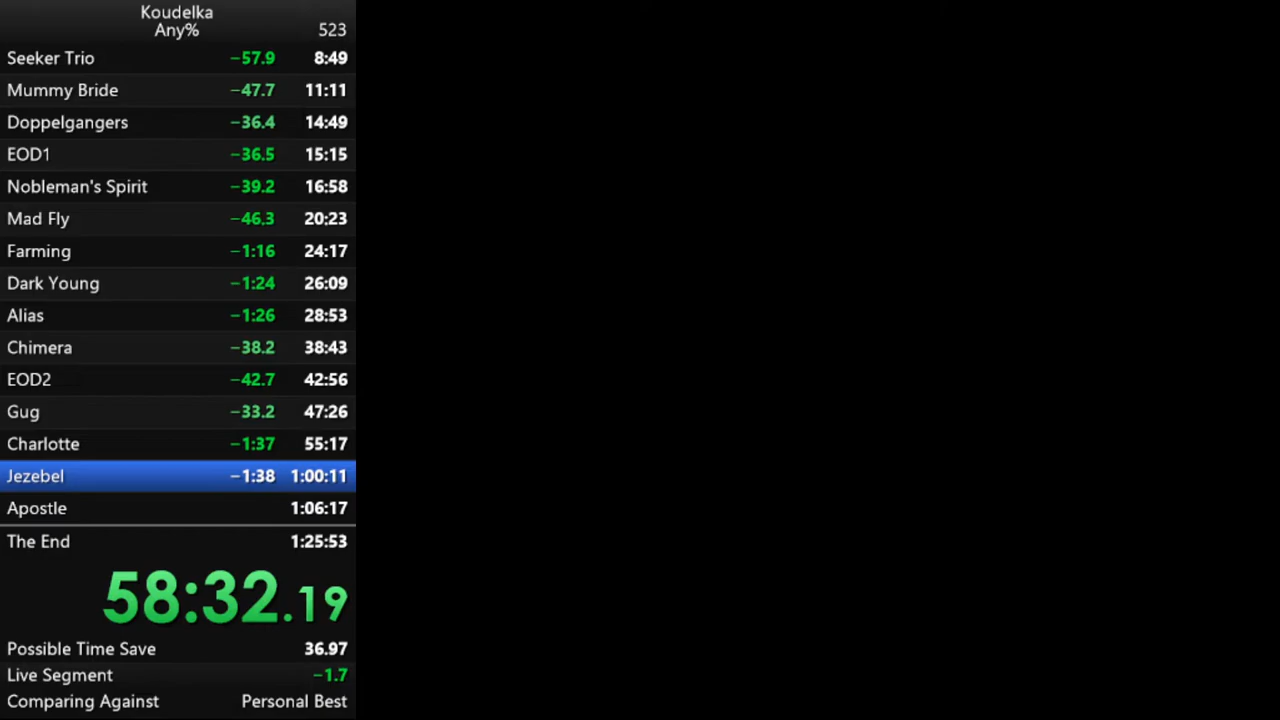 Koudelka
Any% 523
Seeker Trio −57.9 8:49
Mummy Bride −47.7 11:11
Doppelgangers −36.4 14:49
EOD1 −36.5 15:15
Nobleman's Spirit −39.2 16:58
Mad Fly −46.3 20:23
Farming −1:16 24:17
Dark Young −1:24 26:09
Alias −1:26 28:53
Chimera −38.2 38:43
EOD2 −42.7 42:56
Gug −33.2 47:26
Charlotte −1:37 55:17
Jezebel −1:38 1:00:11
Apostle 1:06:17
The End 1:25:53
58:32.19
Possible Time Save 36.97
Live Segment −1.7
Comparing Against Personal Best